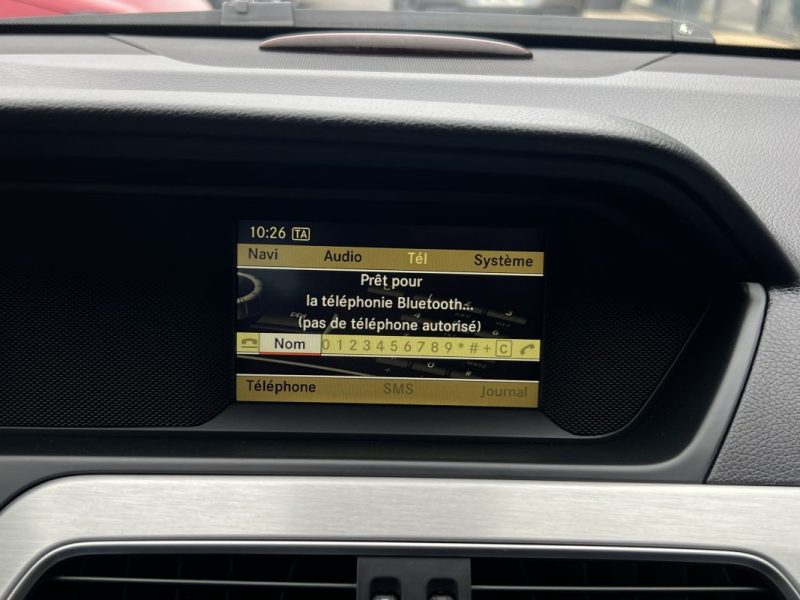 10:26 TA
Navi Audio Tél Système
Prêt pour
la téléphonie Bluetooth...
(pas de téléphone autorisé)
Nom 0 1 2 3 4 5 6 7 8 9 * # + C
Téléphone SMS Journal